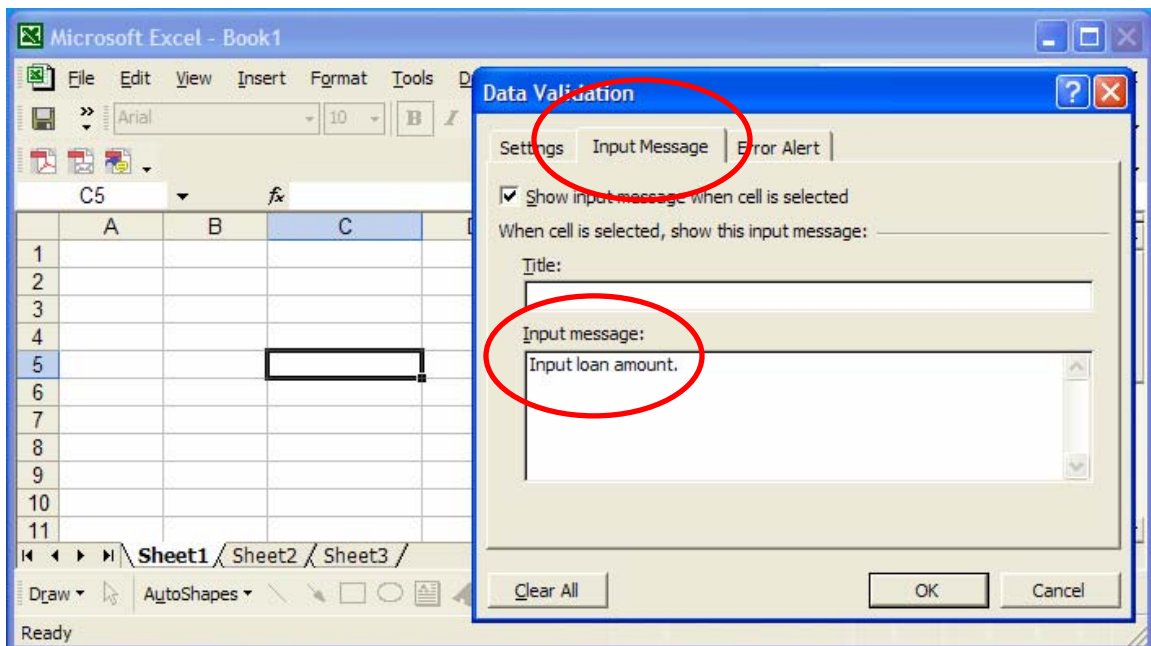 Microsoft Excel - Book1
File Edit View Insert Format Tools D
Arial 10 B I
C5 fx
A B C
1
2
3
4
5
6
7
8
9
10
11
Sheet1 Sheet2 Sheet3
Draw AutoShapes
Ready
Data Validation
Settings Input Message Error Alert
Show input message when cell is selected
When cell is selected, show this input message:
Title:
Input message:
Input loan amount.
Clear All OK Cancel